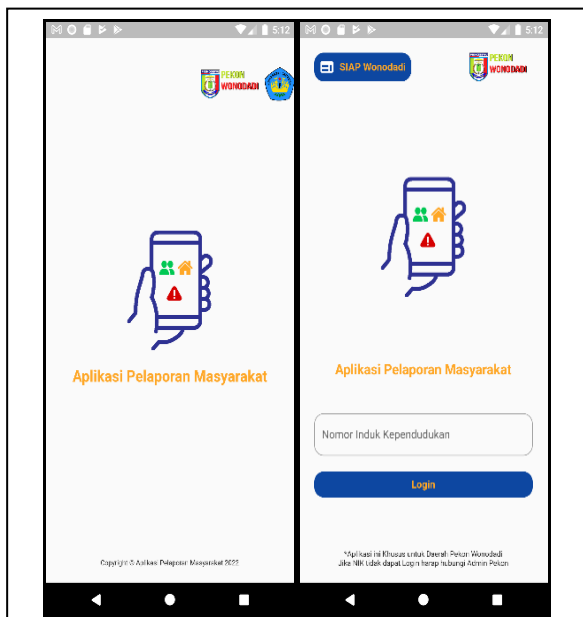 5:12
PEKON
WONODADI
Aplikasi Pelaporan Masyarakat
Copyright © Aplikasi Pelaporan Masyarakat 2022
5:12
SIAP Wonodadi
PEKON
WONODADI
Aplikasi Pelaporan Masyarakat
Nomor Induk Kependudukan
Login
*Aplikasi ini Khusus untuk Daerah Pekon Wonodadi
Jika NIK tidak dapat Login harap hubungi Admin Pekon